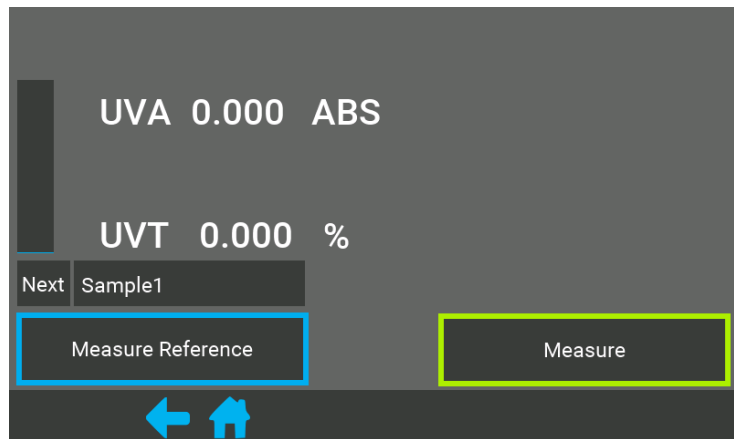 UVA 0.000 ABS
UVT 0.000 %
Next Sample1
Measure Reference
Measure